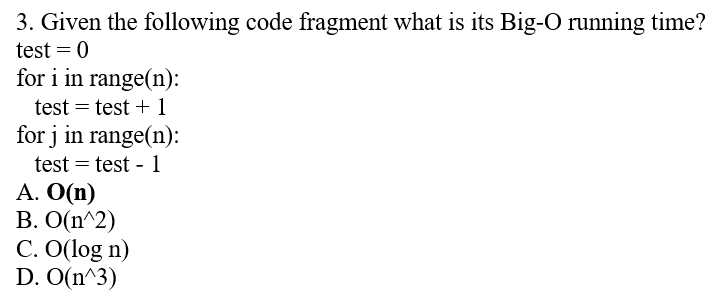 3. Given the following code fragment what is its Big-O running time?
test = 0
for i in range(n):
test = test + 1
for j in range(n):
test = test - 1
A. O(n)
B. O(n^2)
C. O(log n)
D. O(n^3)